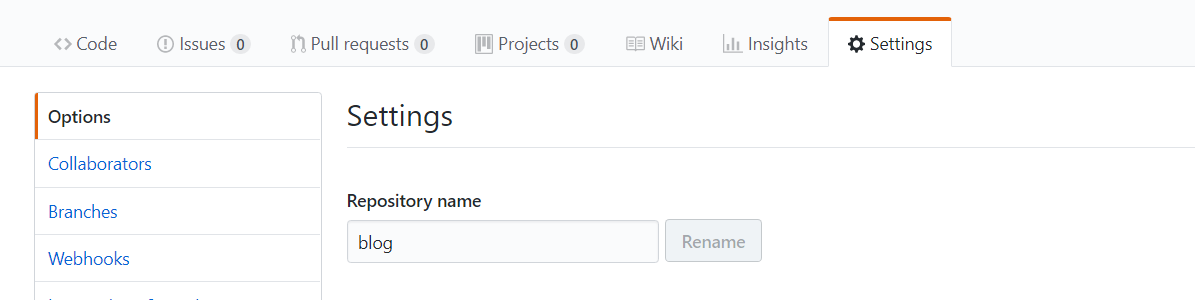 Code Issues 0 Pull requests 0 Projects 0 Wiki Insights Settings
Options
Collaborators
Branches
Webhooks
Settings
Repository name
blog Rename